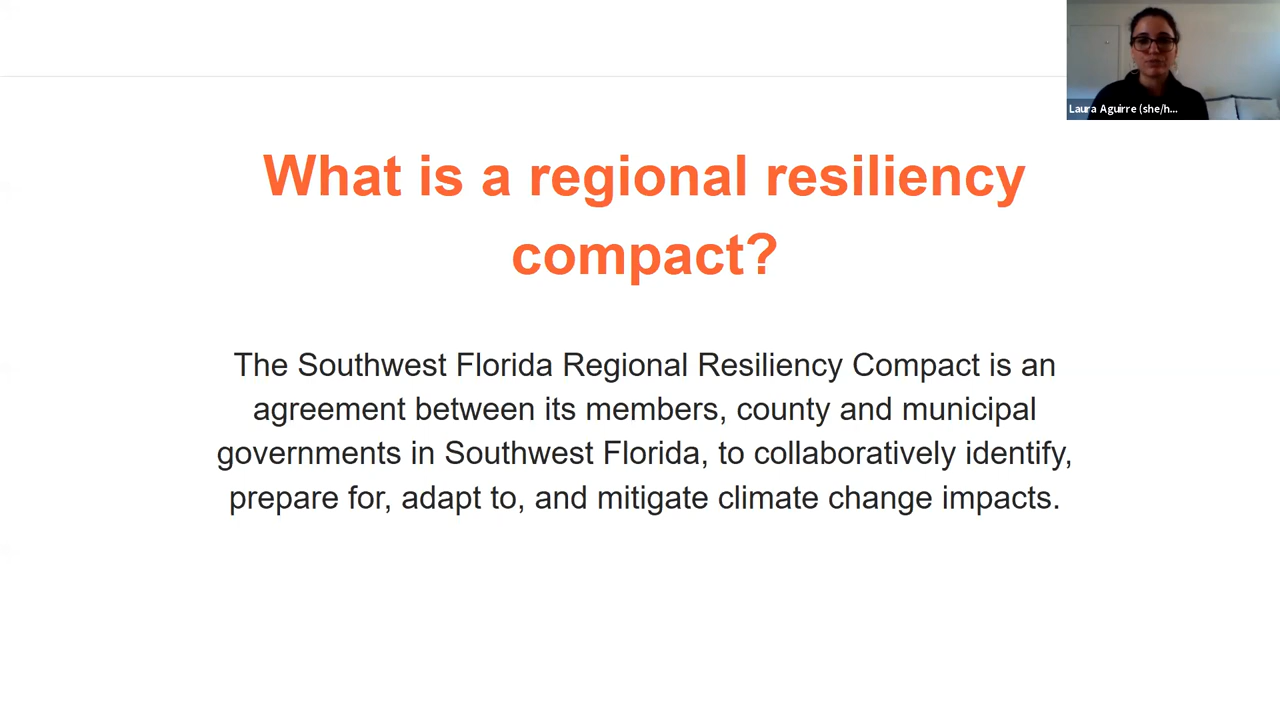 Laura Aguirre (she/h...
What is a regional resiliency
compact?
The Southwest Florida Regional Resiliency Compact is an
agreement between its members, county and municipal
governments in Southwest Florida, to collaboratively identify,
prepare for, adapt to, and mitigate climate change impacts.